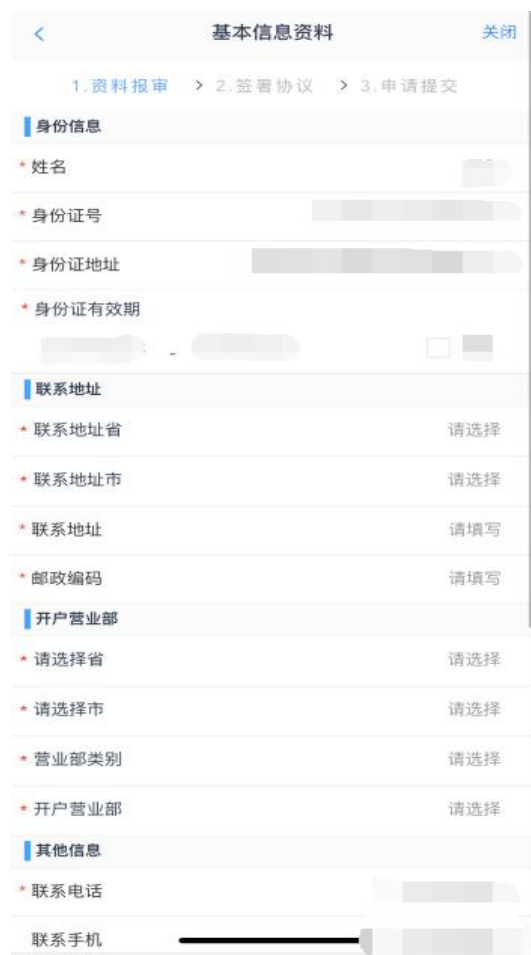 基本信息资料 关闭
1.资料报审 > 2.签署协议 > 3.申请提交
身份信息
* 姓名
* 身份证号
* 身份证地址
* 身份证有效期
-
联系地址
* 联系地址省 请选择
* 联系地址市 请选择
* 联系地址 请填写
* 邮政编码 请填写
开户营业部
* 请选择省 请选择
* 请选择市 请选择
* 营业部类别 请选择
* 开户营业部 请选择
其他信息
* 联系电话
联系手机